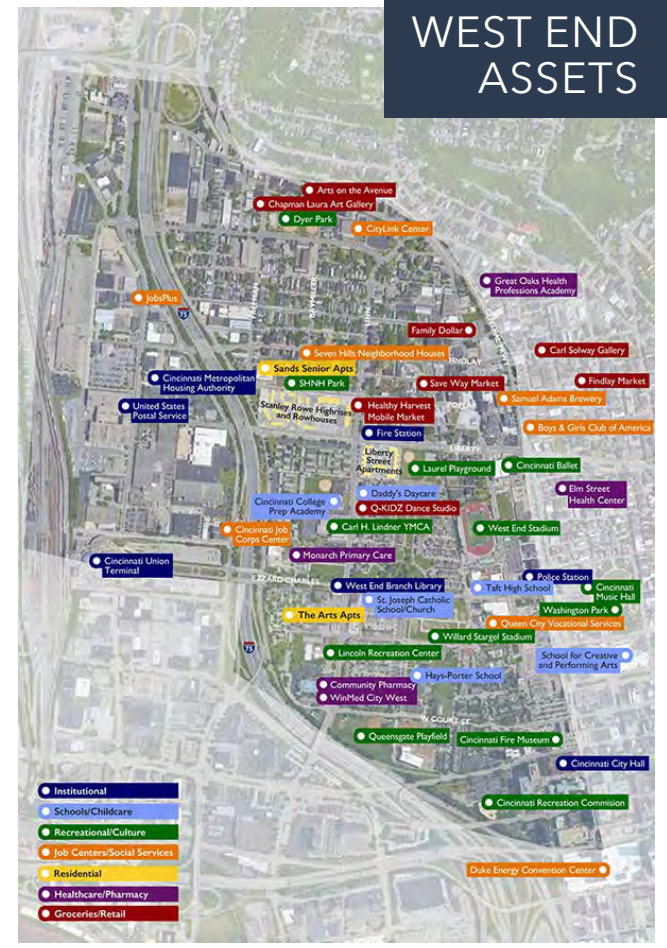 WEST END
ASSETS
Arts on the Avenue
Chapman Laura Art Gallery
Dyer Park
CityLink Center
Great Oaks Health
Professions Academy
JobsPlus
75
Family Dollar
Carl Solway Gallery
Seven Hills Neighborhood Houses
FINDLAY
Sands Senior Apts
Cincinnati Metropolitan
Housing Authority
SHNH Park
Save Way Market
Findlay Market
Samuel Adams Brewery
United States
Postal Service
Stanley Rowe Highrises
and Rowhouses
Healthy Harvest
Mobile Market
POPLAR
Boys & Girls Club of America
Fire Station
LIBERTY
Liberty
Street
Apartments
Laurel Playground
Cincinnati Ballet
Elm Street
Health Center
Cincinnati College
Prep Academy
Daddy's Daycare
Q-KIDZ Dance Studio
Cincinnati Job
Corps Center
Carl H. Lindner YMCA
West End Stadium
Cincinnati Union
Terminal
Monarch Primary Care
EZZARD CHARLES
West End Branch Library
Police Station
Taft High School
Cincinnati
Music Hall
St. Joseph Catholic
School/Church
Washington Park
The Arts Apts
Queen City Vocational Services
Willard Stargel Stadium
75
Lincoln Recreation Center
School for Creative
and Performing Arts
Hays-Porter School
Community Pharmacy
WinMed City West
W COURT ST
Queensgate Playfield
Cincinnati Fire Museum
Cincinnati City Hall
Cincinnati Recreation Commision
Duke Energy Convention Center
Institutional
Schools/Childcare
Recreational/Culture
Job Centers/Social Services
Residential
Healthcare/Pharmacy
Groceries/Retail